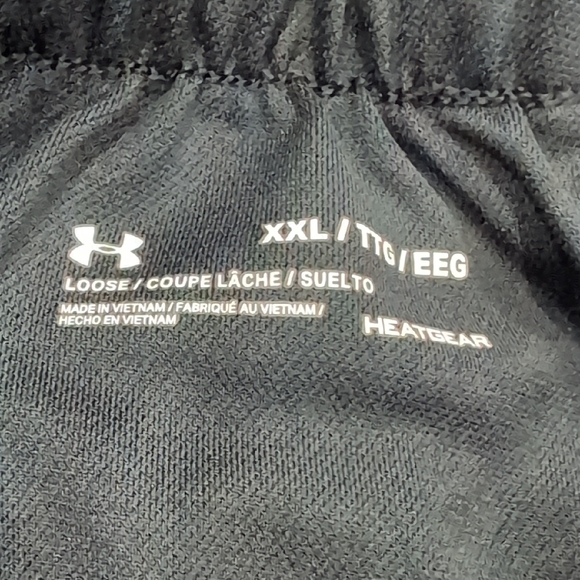 XXL / TTG / EEG
LOOSE / COUPE LÂCHE / SUELTO
MADE IN VIETNAM / FABRIQUÉ AU VIETNAM /
HECHO EN VIETNAM
HEATGEAR